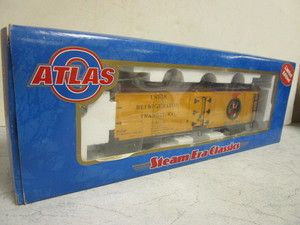 ATLAS
O
UNION
REFRIGERATOR
TRANSIT CO.
Steam Era Classics